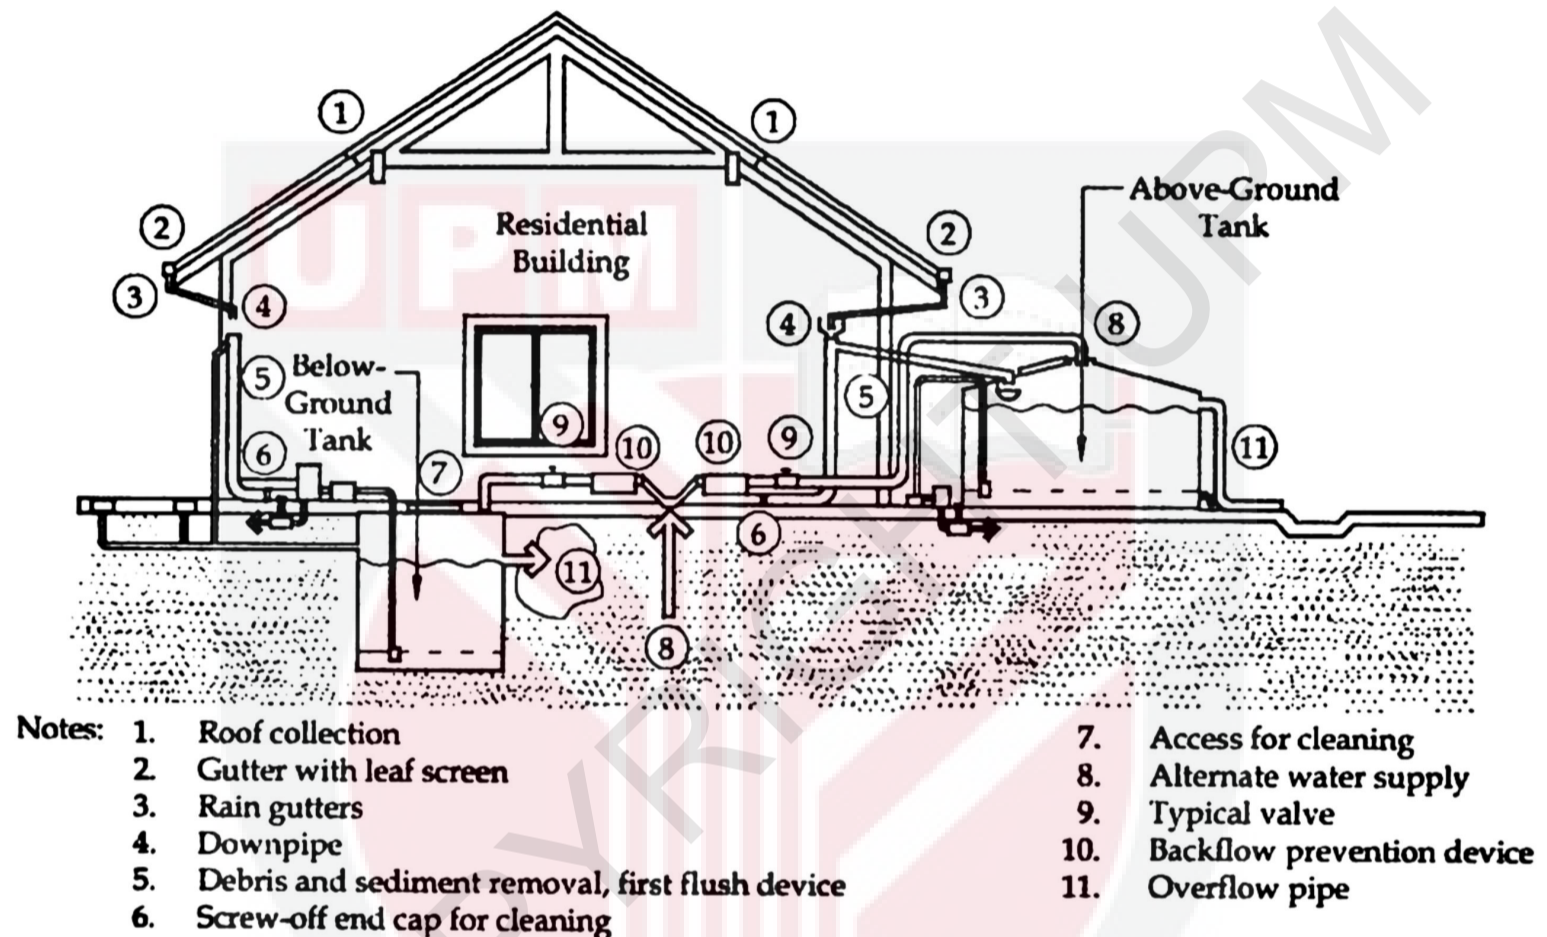 1
1
Above-Ground
Tank
2
Residential
Building
2
UPM
3
4
3
4
8
5
Below-
Ground
Tank
5
9
6
7
10
10
9
11
6
11
8
Notes: 1. Roof collection
2. Gutter with leaf screen
3. Rain gutters
4. Downpipe
5. Debris and sediment removal, first flush device
6. Screw-off end cap for cleaning
7. Access for cleaning
8. Alternate water supply
9. Typical valve
10. Backflow prevention device
11. Overflow pipe
PYRIGHT UPM